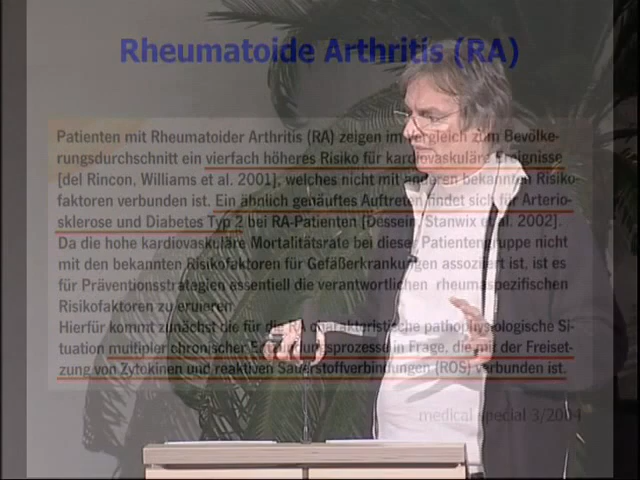 Rheumatoide Arthritis (RA)
Patienten mit Rheumatoider Arthritis (RA) zeigen im vergleich zum Bevölke-
rungsdurchschnitt ein vierfach höheres Risiko für kardiovaskuläre Ereignisse
[del Rincon, Williams et al. 2001], welches nicht mit anderen bekannten Risiko-
faktoren verbunden ist. Ein ähnlich gehäuftes Auftreten findet sich für Arterio-
sklerose und Diabetes Typ 2 bei RA-Patienten [Dessein, Stanwix et al. 2002].
Da die hohe kardiovaskuläre Mortalitätsrate bei dieser Patientengruppe nicht
mit den bekannten Risikofaktoren für Gefäßerkrankungen assoziiert ist, ist es
für Präventionsstrategien essentiell die verantwortlichen rheumaspezifischen
Risikofaktoren zu eruieren
Hierfür kommt zunächst die für die RA charakteristische pathophysiologische Si-
tuation multipler chronischer Entzündungsprozesse in Frage, die mit der Freiset-
zung von Zytokinen und reaktiven Sauerstoffverbindungen (ROS) verbunden ist.
medical special 3/2004